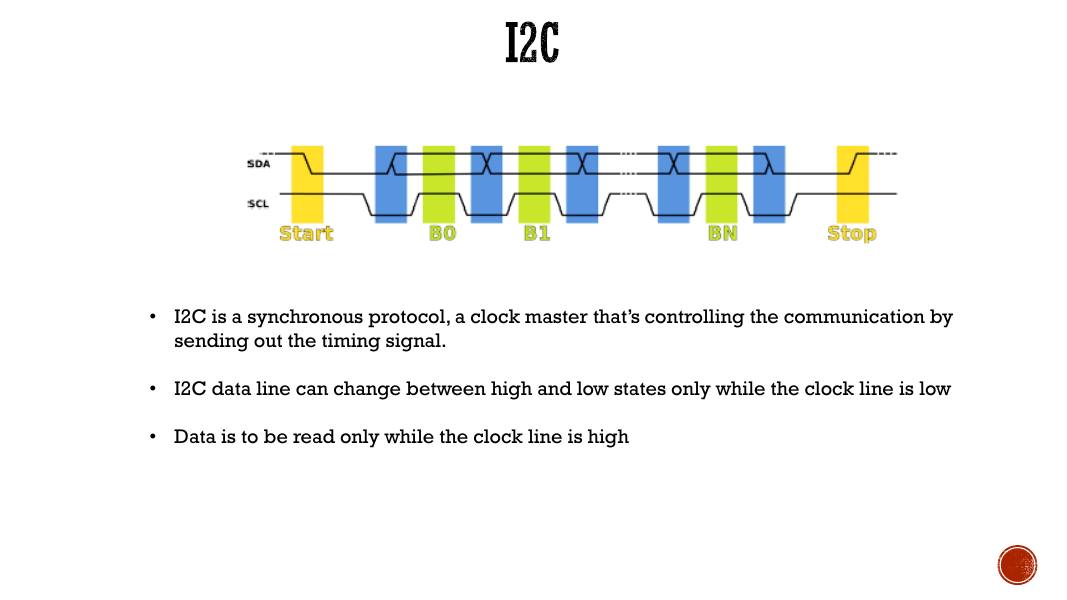 I2C
SDA
SCL
Start B0 B1 BN Stop
• I2C is a synchronous protocol, a clock master that's controlling the communication by
sending out the timing signal.
• I2C data line can change between high and low states only while the clock line is low
• Data is to be read only while the clock line is high